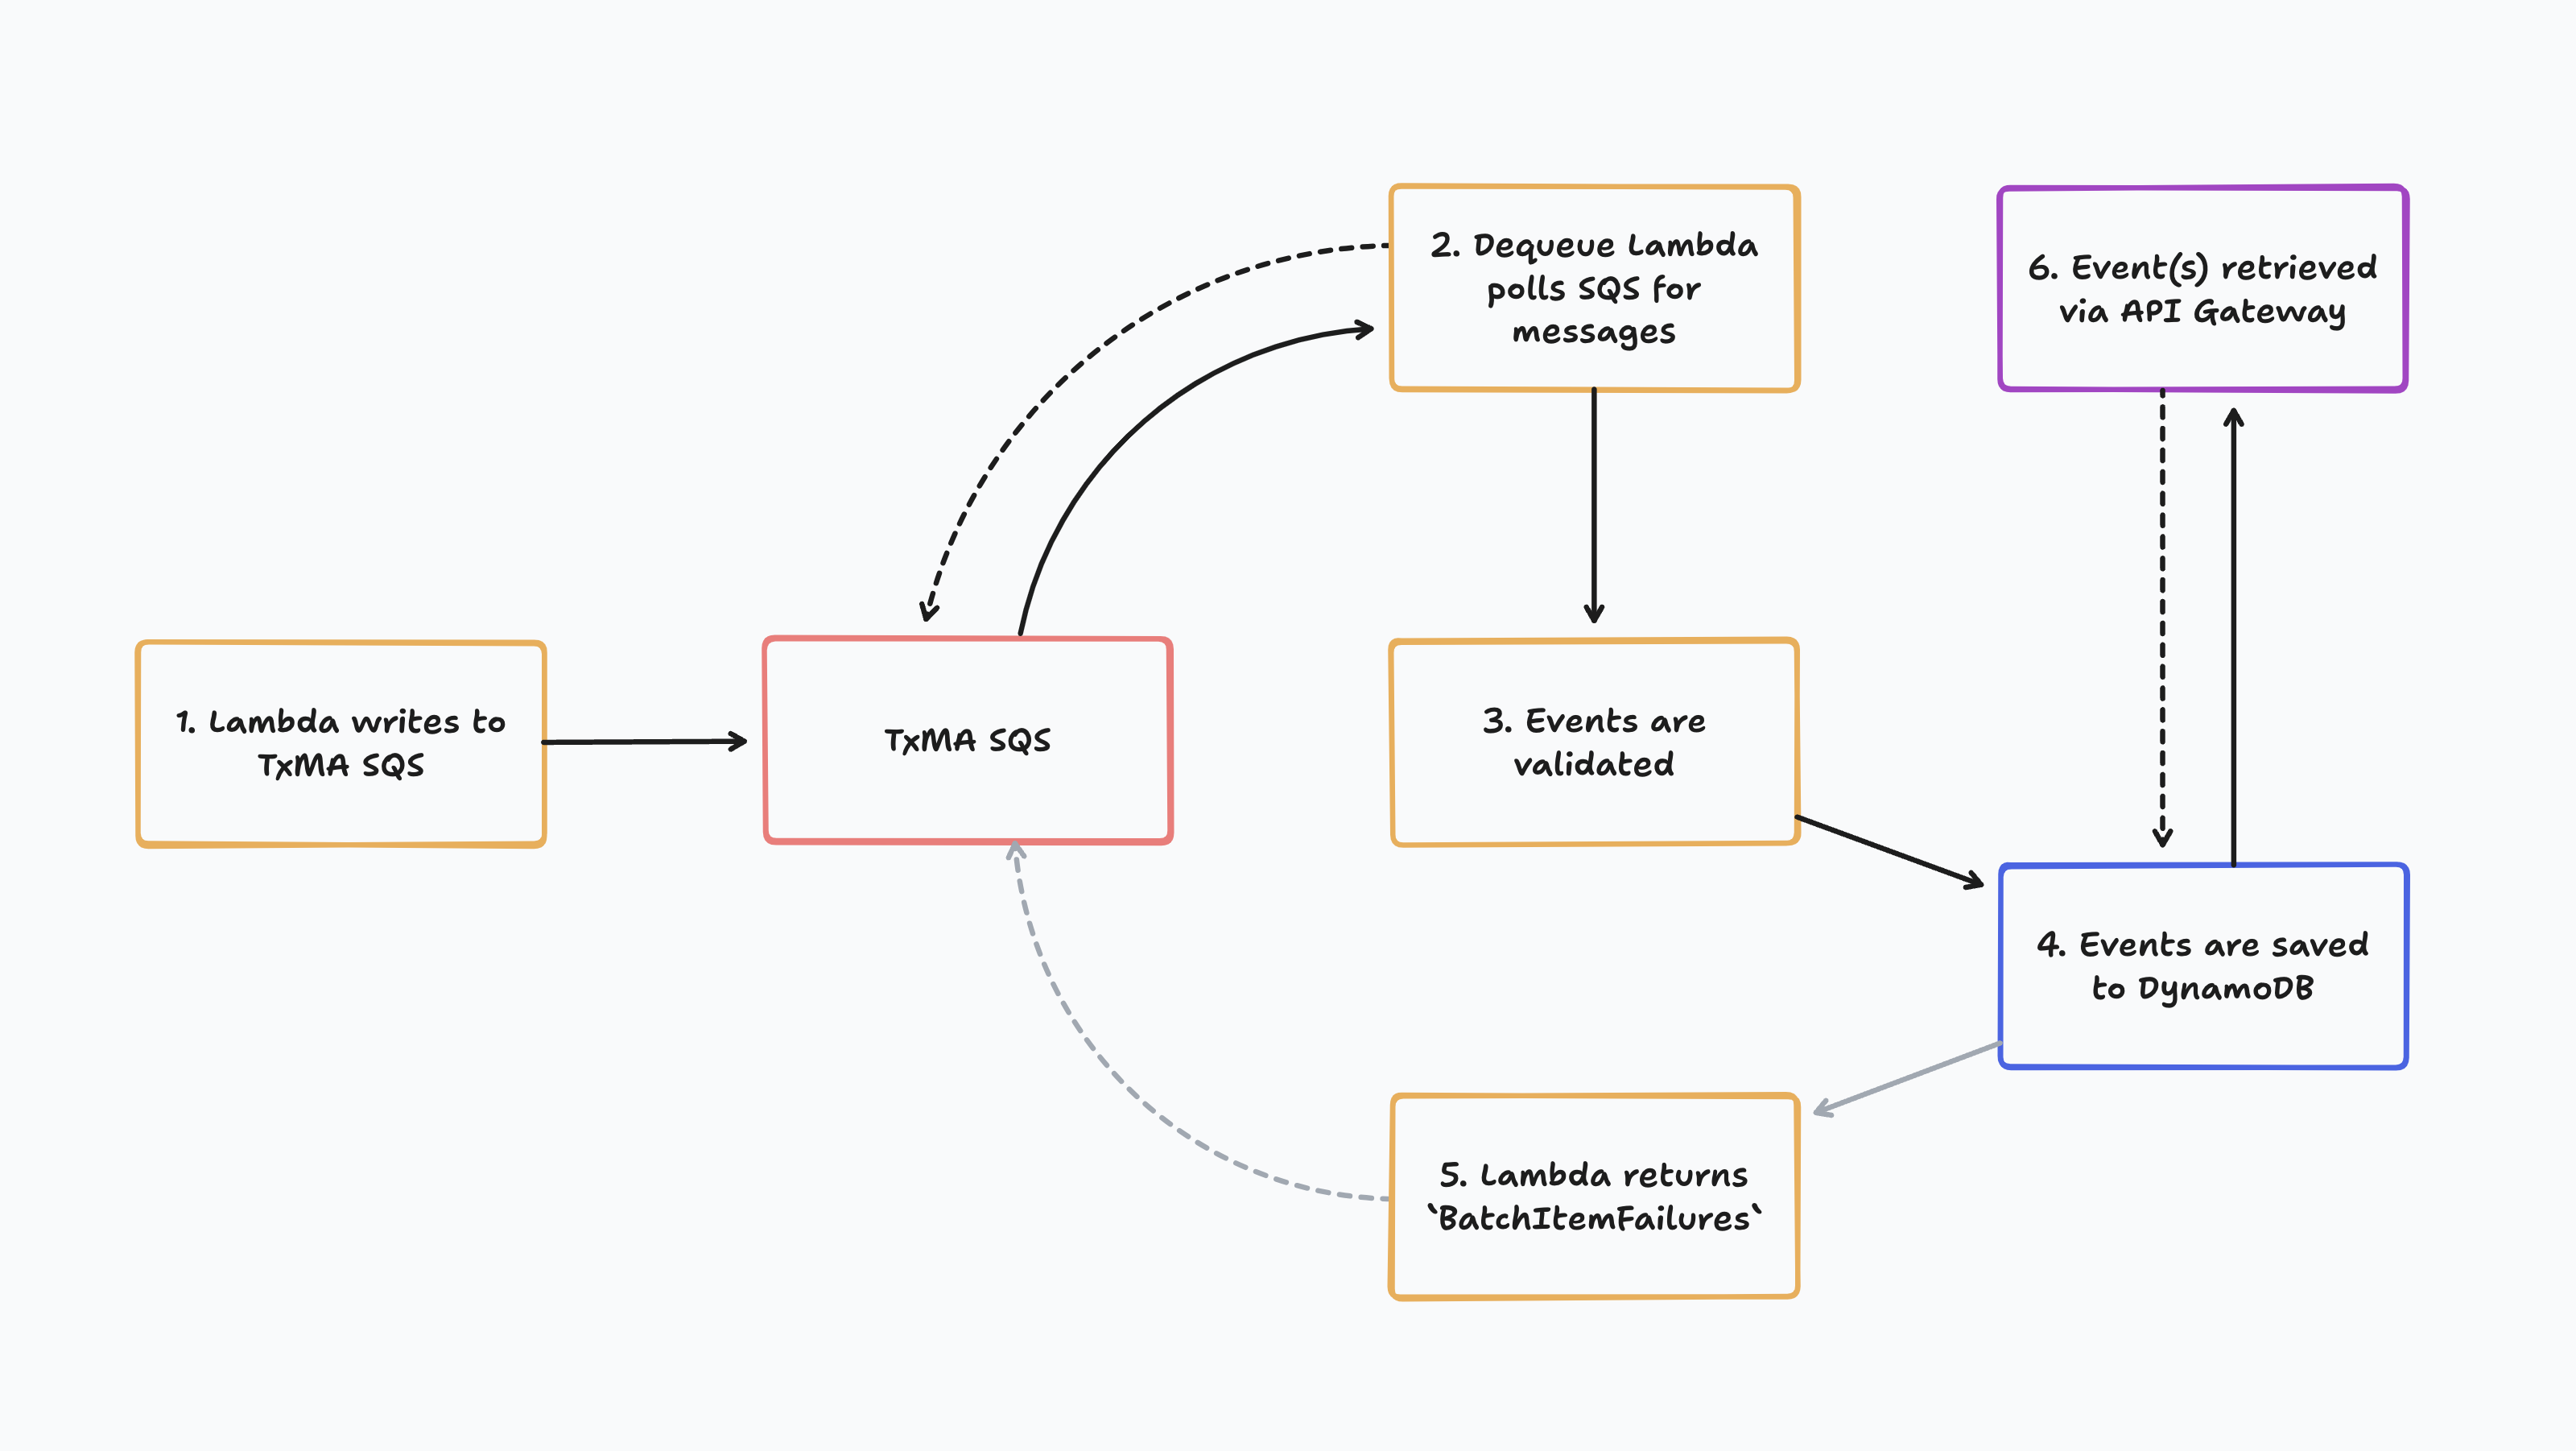 1. Lambda writes to
TxMA SQS
TxMA SQS
2. Dequeue Lambda
polls SQS for
messages
3. Events are
validated
4. Events are saved
to DynamoDB
5. Lambda returns
`BatchItemFailures`
6. Event(s) retrieved
via API Gateway